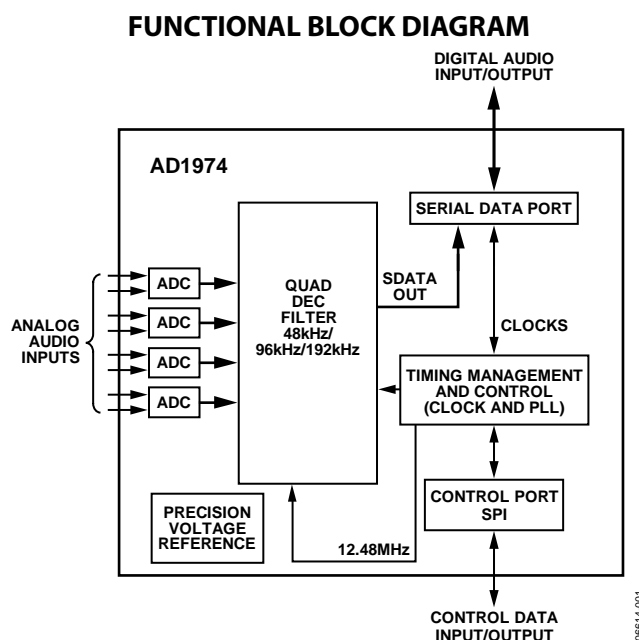 FUNCTIONAL BLOCK DIAGRAM
DIGITAL AUDIO
INPUT/OUTPUT
AD1974
SERIAL DATA PORT
ADC
ADC
ADC
ADC
QUAD
DEC
FILTER
48kHz/
96kHz/192kHz
SDATA
OUT
CLOCKS
ANALOG
AUDIO
INPUTS
TIMING MANAGEMENT
AND CONTROL
(CLOCK AND PLL)
CONTROL PORT
SPI
PRECISION
VOLTAGE
REFERENCE
12.48MHz
CONTROL DATA
INPUT/OUTPUT
06614-001